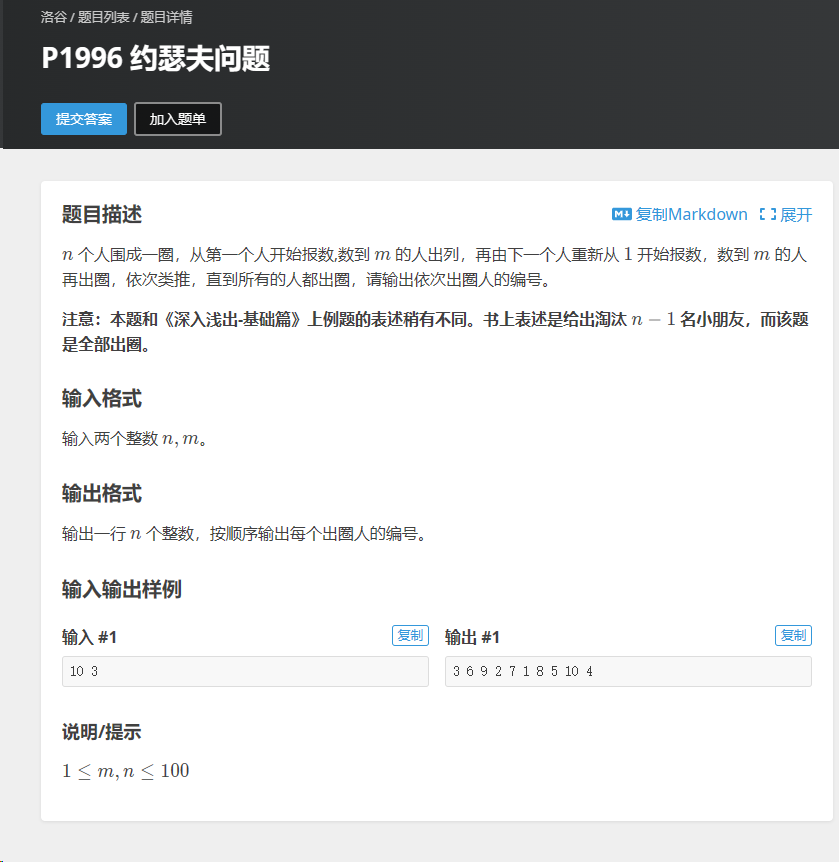 洛谷 / 题目列表 / 题目详情
P1996 约瑟夫问题
提交答案 加入题单
题目描述 M↓ 复制Markdown 展开
n 个人围成一圈，从第一个人开始报数,数到 m 的人出列，再由下一个人重新从 1 开始报数，数到 m 的人
再出圈，依次类推，直到所有的人都出圈，请输出依次出圈人的编号。
注意：本题和《深入浅出-基础篇》上例题的表述稍有不同。书上表述是给出淘汰 n − 1 名小朋友，而该题
是全部出圈。
输入格式
输入两个整数 n, m。
输出格式
输出一行 n 个整数，按顺序输出每个出圈人的编号。
输入输出样例
输入 #1 复制 输出 #1 复制
10 3 3 6 9 2 7 1 8 5 10 4
说明/提示
1 ≤ m, n ≤ 100